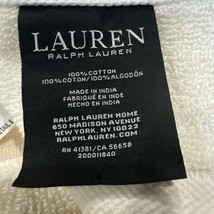 LAUREN
RALPH LAUREN
100% COTTON
100% COTON/100% ALGODÓN
MADE IN INDIA
FABRIQUÉ EN INDE
HECHO EN INDIA
RALPH LAUREN HOME
650 MADISON AVENUE
NEW YORK, NY 10022
RALPHLAUREN.COM
RN 41381/CA 56658
200011840